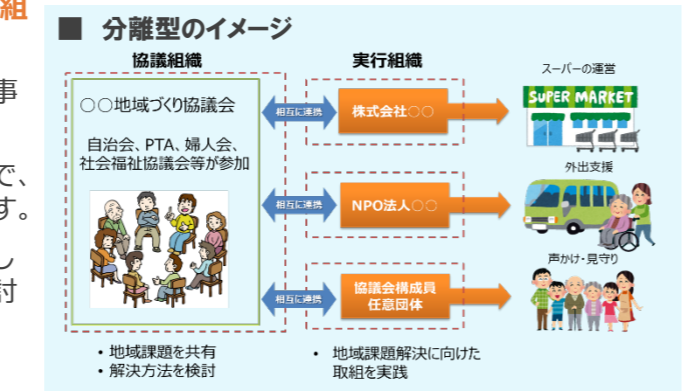 組
事
で、
す。
し
討
■ 分離型のイメージ
協議組織
○○地域づくり協議会
自治会、PTA、婦人会、
社会福祉協議会等が参加
・地域課題を共有
・解決方法を検討
相互に連携
相互に連携
相互に連携
実行組織
株式会社○○
NPO法人○○
協議会構成員
任意団体
・ 地域課題解決に向けた
取組を実践
スーパーの運営
SUPER MARKET
外出支援
声かけ・見守り